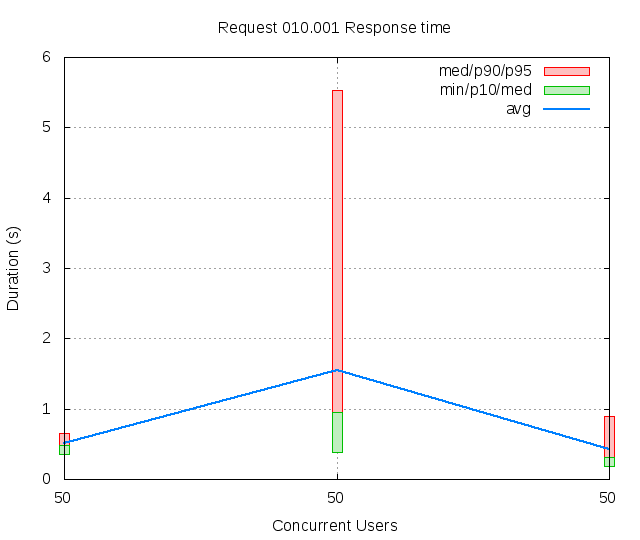 Request 010.001 Response time
6
5
4
3
2
1
0
Duration (s)
med/p90/p95
min/p10/med
avg
50
50
50
Concurrent Users